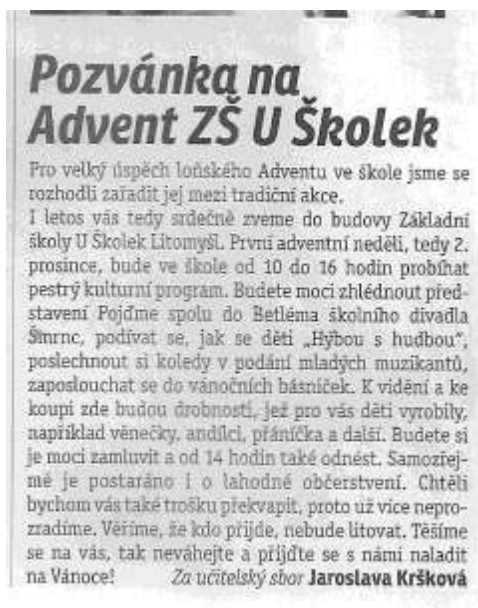 Pozvánka na
Advent ZŠ U Školek
Pro velký úspěch loňského Adventu ve škole jsme se
rozhodli zařadit jej mezi tradiční akce.
I letos vás tedy srdečně zveme do budovy Základní
školy U Školek Litomyšl. První adventní neděli, tedy 2.
prosince, bude ve škole od 10 do 16 hodin probíhat
pestrý kulturní program. Budete moci zhlédnout před-
stavení Pojďme spolu do Betléma školního divadla
Šmrnc, podívat se, jak se děti „Hýbou s hudbou“,
poslechnout si koledy v podání mladých muzikantů,
zaposlouchat se do vánočních básniček. K vidění a ke
koupi zde budou drobnosti, jež pro vás děti vyrobily,
například věnečky, andílci, přáníčka a další. Budete si
je moci zamluvit a od 14 hodin také odnést. Samozřej-
mě je postaráno i o lahodné občerstvení. Chtěli
bychom vás také trošku překvapit, proto už více nepro-
zradíme. Věříme, že kdo přijde, nebude litovat. Těšíme
se na vás, tak neváhejte a přijďte se s námi naladit
na Vánoce! Za učitelský sbor Jaroslava Kršková